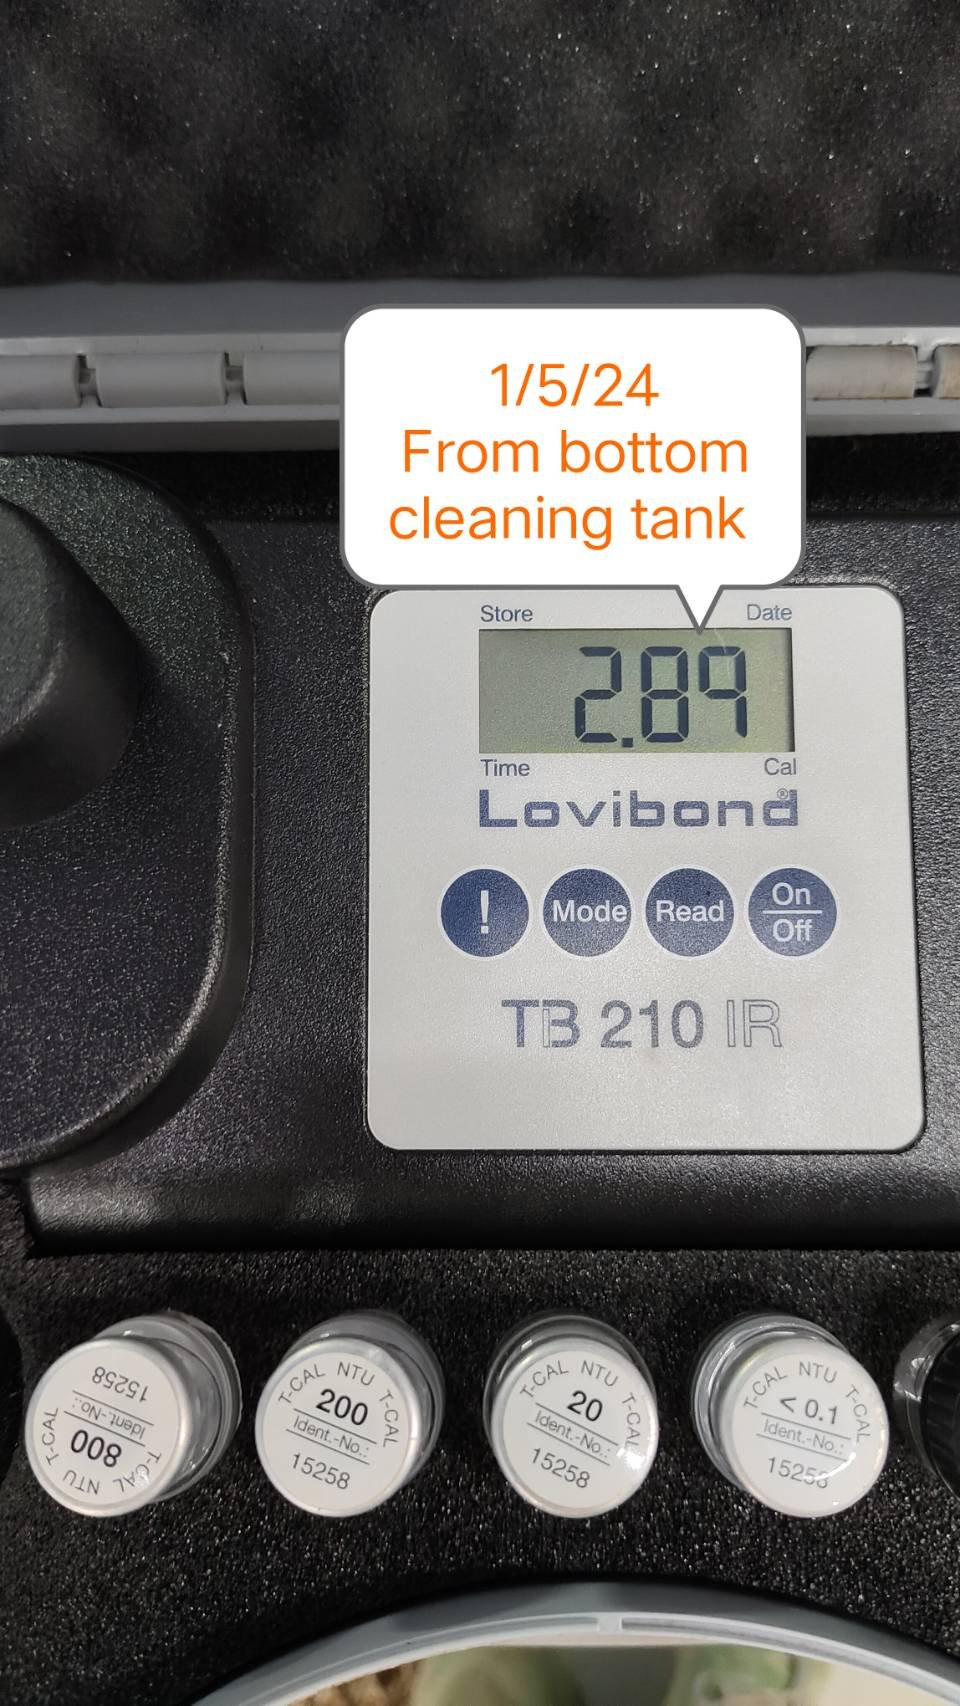 1/5/24
From bottom
cleaning tank
Store Date
2.89
Time Cal
Lovibond®
! Mode Read On
Off
TB 210 IR
T-CAL NTU T-CAL
800
Ident.-No.:
15258
T-CAL NTU T-CAL
200
Ident.-No.:
15258
T-CAL NTU T-CAL
20
Ident.-No.:
15258
T-CAL NTU T-CAL
< 0.1
Ident.-No.:
15258